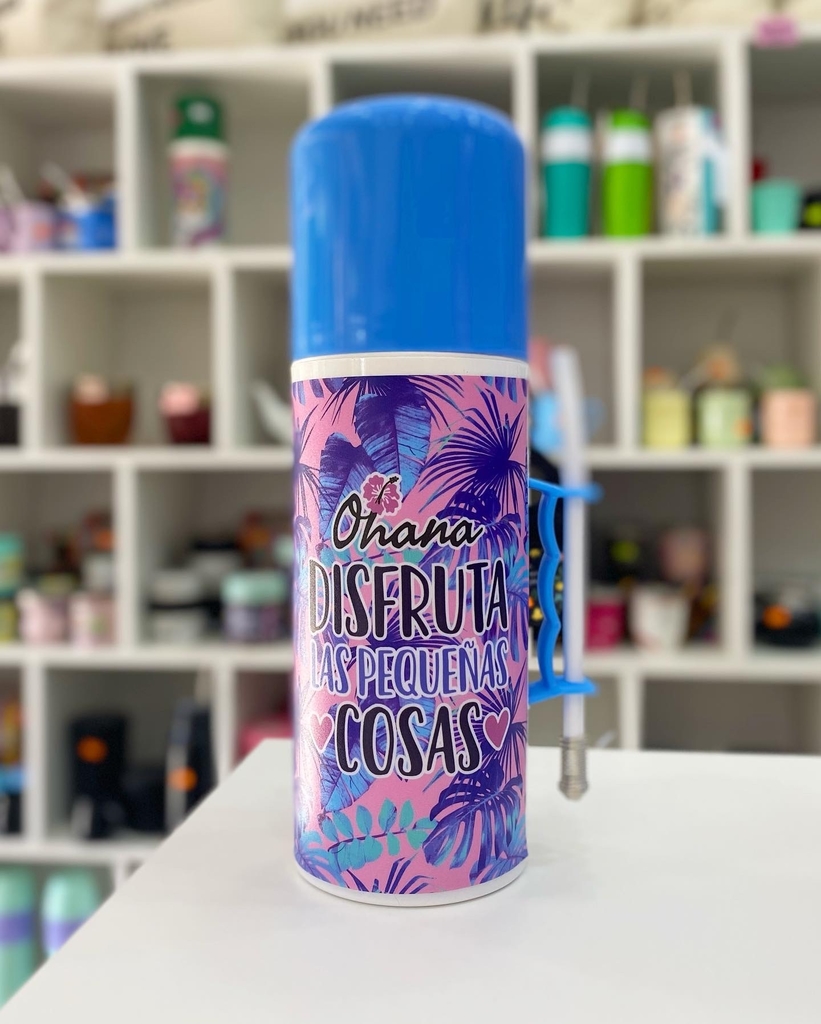 Ohana
DISFRUTA
LAS PEQUEÑAS
COSAS